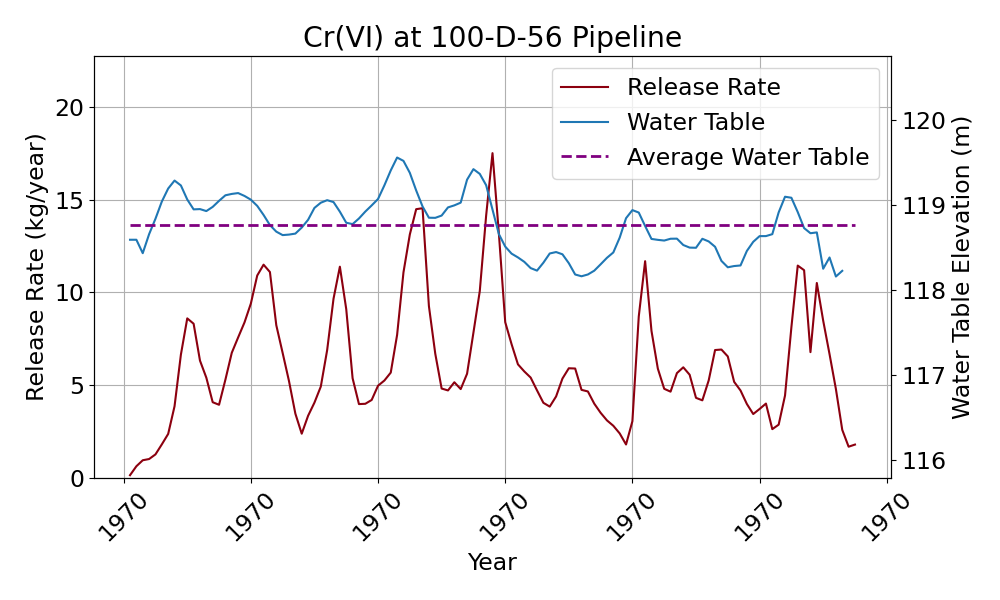 Cr(VI) at 100-D-56 Pipeline
Release Rate
Water Table
Average Water Table
Release Rate (kg/year)
20
15
10
5
0
120
119
118
117
116
Water Table Elevation (m)
1970 1970 1970 1970 1970 1970 1970
Year